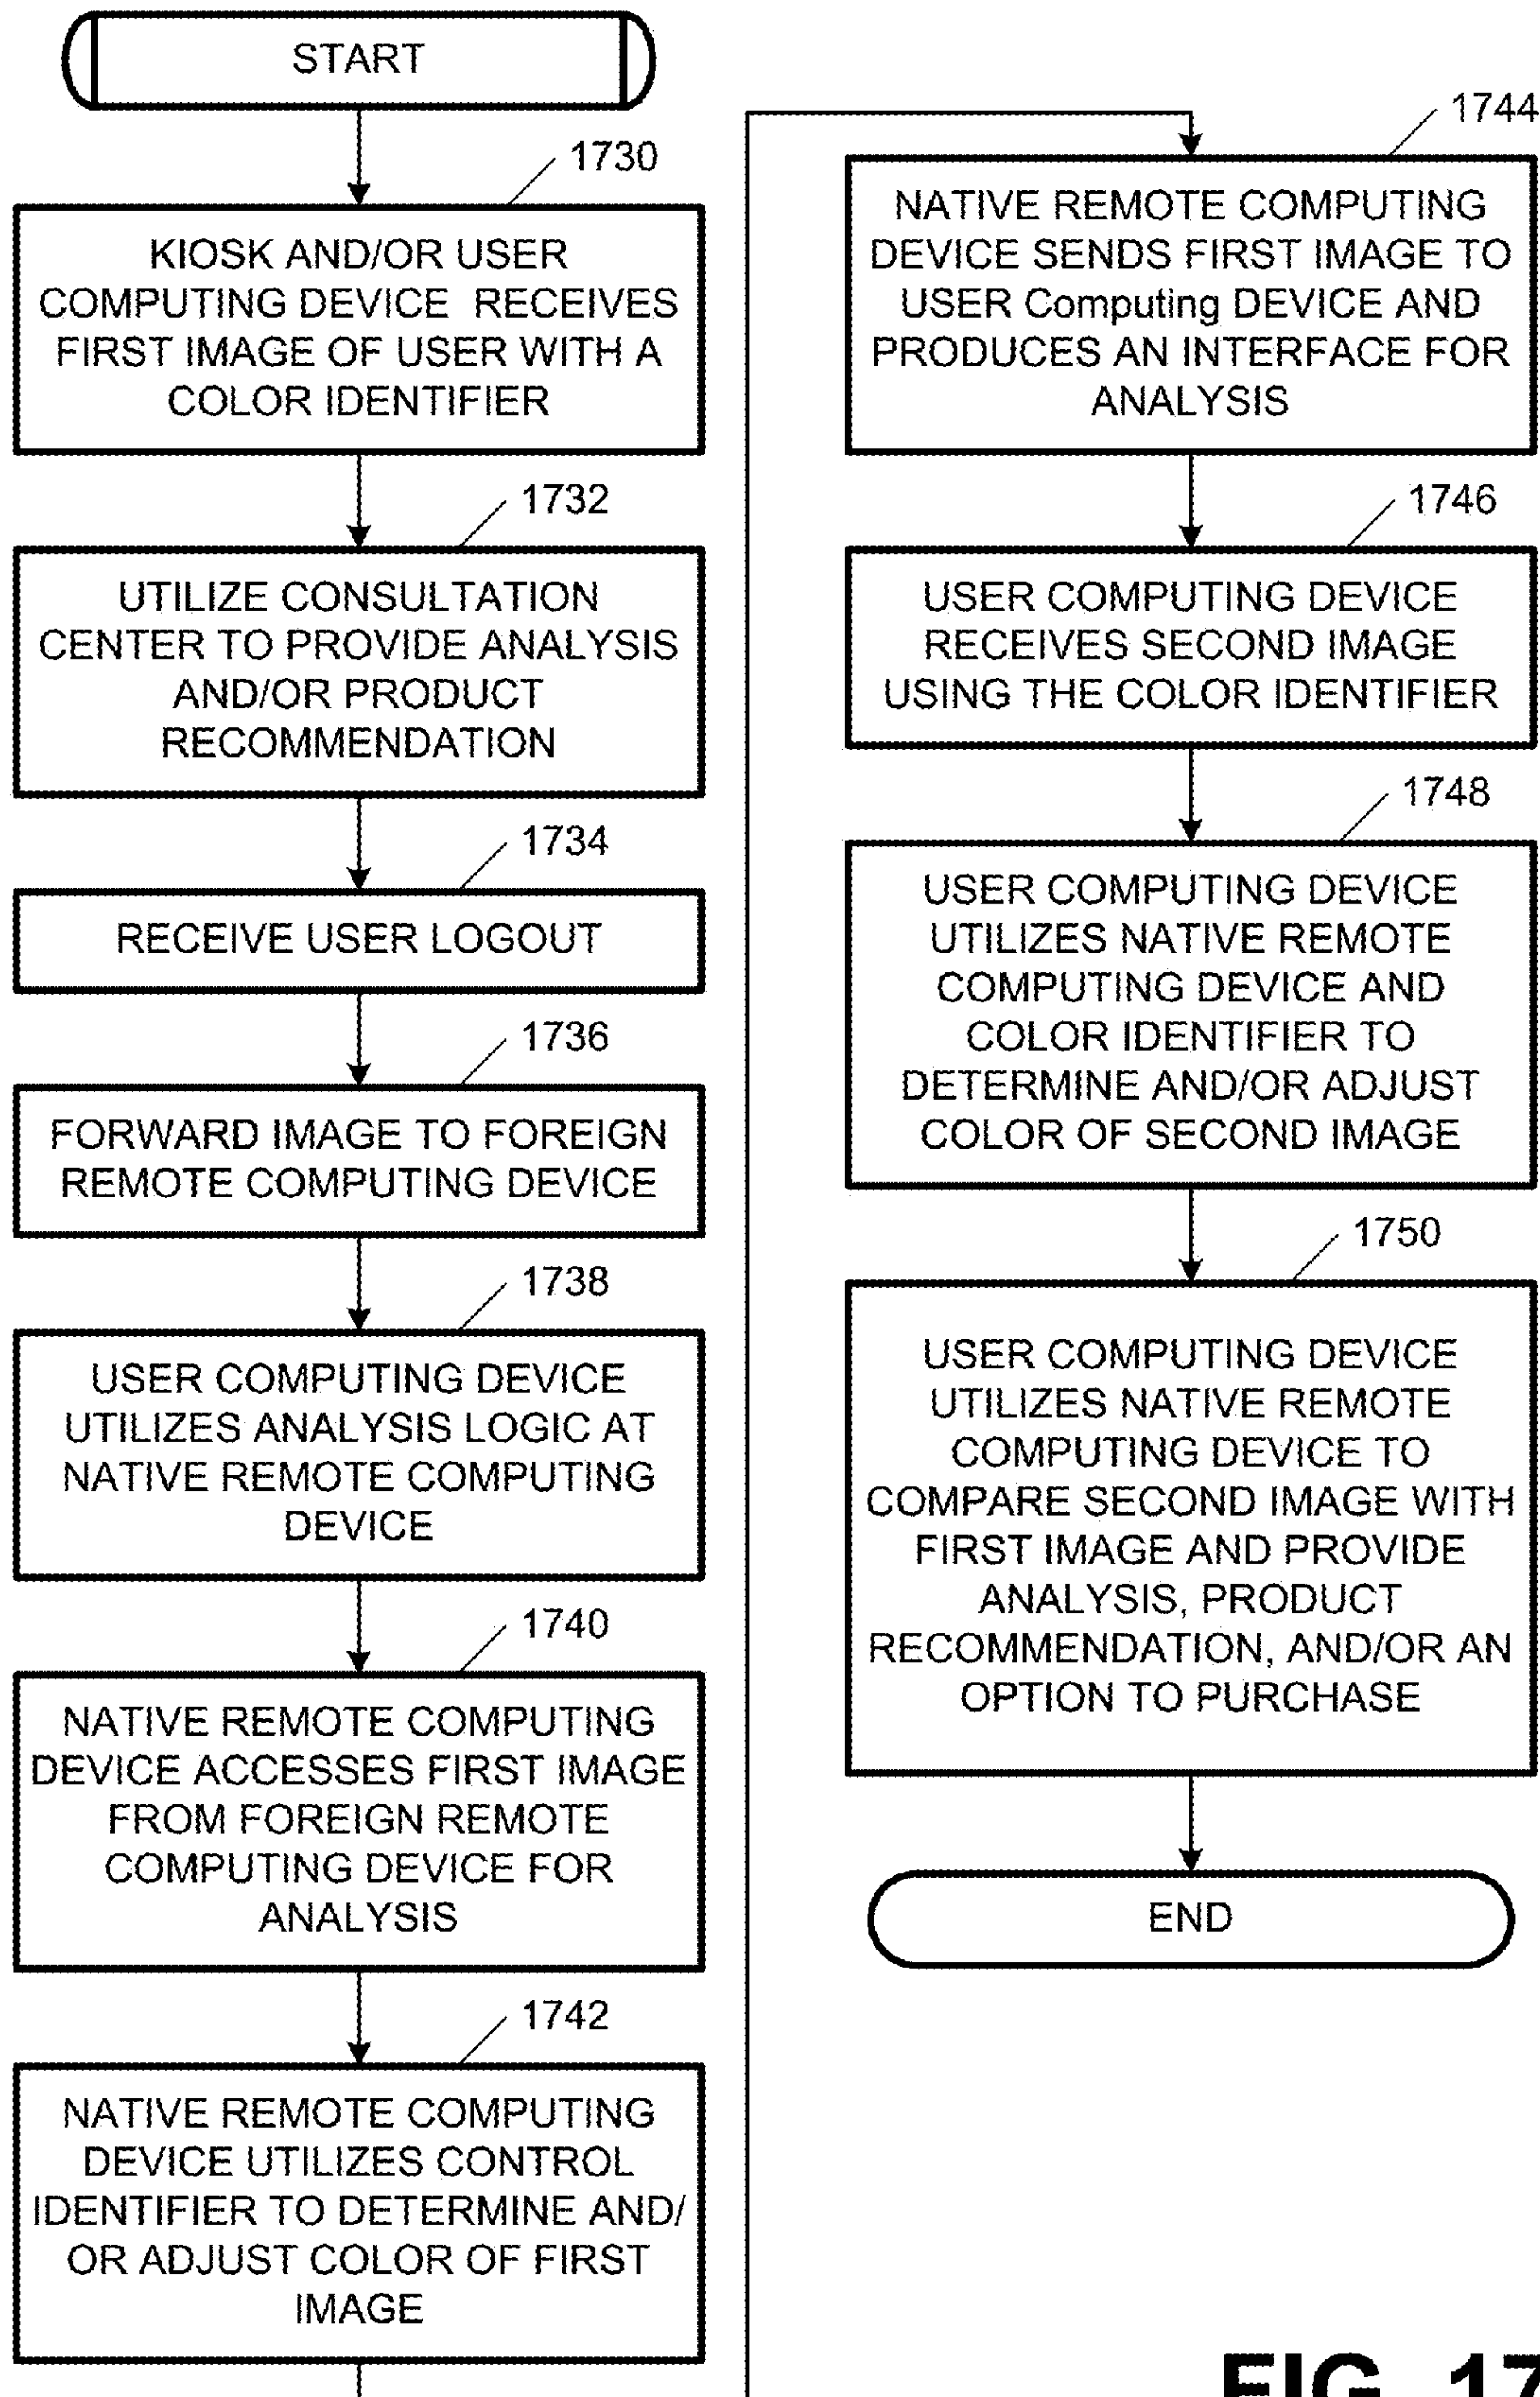 START
1730
KIOSK AND/OR USER
COMPUTING DEVICE RECEIVES
FIRST IMAGE OF USER WITH A
COLOR IDENTIFIER
1732
UTILIZE CONSULTATION
CENTER TO PROVIDE ANALYSIS
AND/OR PRODUCT
RECOMMENDATION
1734
RECEIVE USER LOGOUT
1736
FORWARD IMAGE TO FOREIGN
REMOTE COMPUTING DEVICE
1738
USER COMPUTING DEVICE
UTILIZES ANALYSIS LOGIC AT
NATIVE REMOTE COMPUTING
DEVICE
1740
NATIVE REMOTE COMPUTING
DEVICE ACCESSES FIRST IMAGE
FROM FOREIGN REMOTE
COMPUTING DEVICE FOR
ANALYSIS
1742
NATIVE REMOTE COMPUTING
DEVICE UTILIZES CONTROL
IDENTIFIER TO DETERMINE AND/
OR ADJUST COLOR OF FIRST
IMAGE
1744
NATIVE REMOTE COMPUTING
DEVICE SENDS FIRST IMAGE TO
USER Computing DEVICE AND
PRODUCES AN INTERFACE FOR
ANALYSIS
1746
USER COMPUTING DEVICE
RECEIVES SECOND IMAGE
USING THE COLOR IDENTIFIER
1748
USER COMPUTING DEVICE
UTILIZES NATIVE REMOTE
COMPUTING DEVICE AND
COLOR IDENTIFIER TO
DETERMINE AND/OR ADJUST
COLOR OF SECOND IMAGE
1750
USER COMPUTING DEVICE
UTILIZES NATIVE REMOTE
COMPUTING DEVICE TO
COMPARE SECOND IMAGE WITH
FIRST IMAGE AND PROVIDE
ANALYSIS, PRODUCT
RECOMMENDATION, AND/OR AN
OPTION TO PURCHASE
END
FIG. 17